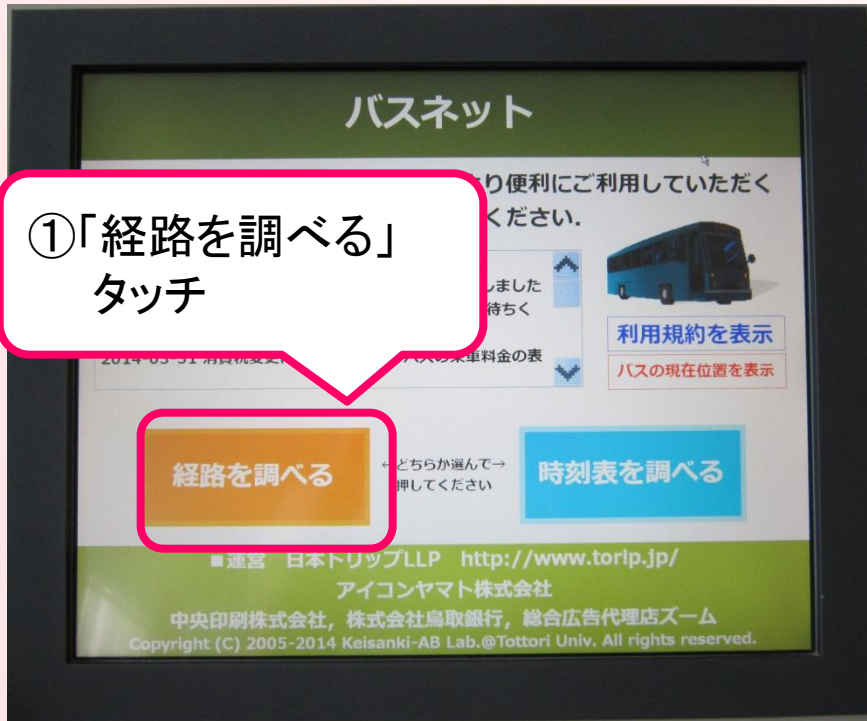 バスネット
り便利にご利用していただく
ください.
①「経路を調べる」
タッチ
しました
待ちく
バスの乗車料金の表
利用規約を表示
バスの現在位置を表示
経路を調べる
←どちらか選んで→
押してください
時刻表を調べる
■運営 日本トリップLLP http://www.torip.jp/
アイコンヤマト株式会社
中央印刷株式会社, 株式会社鳥取銀行, 総合広告代理店ズーム
Copyright (C) 2005-2014 Keisanki-AB Lab.@Tottori Univ. All rights reserved.